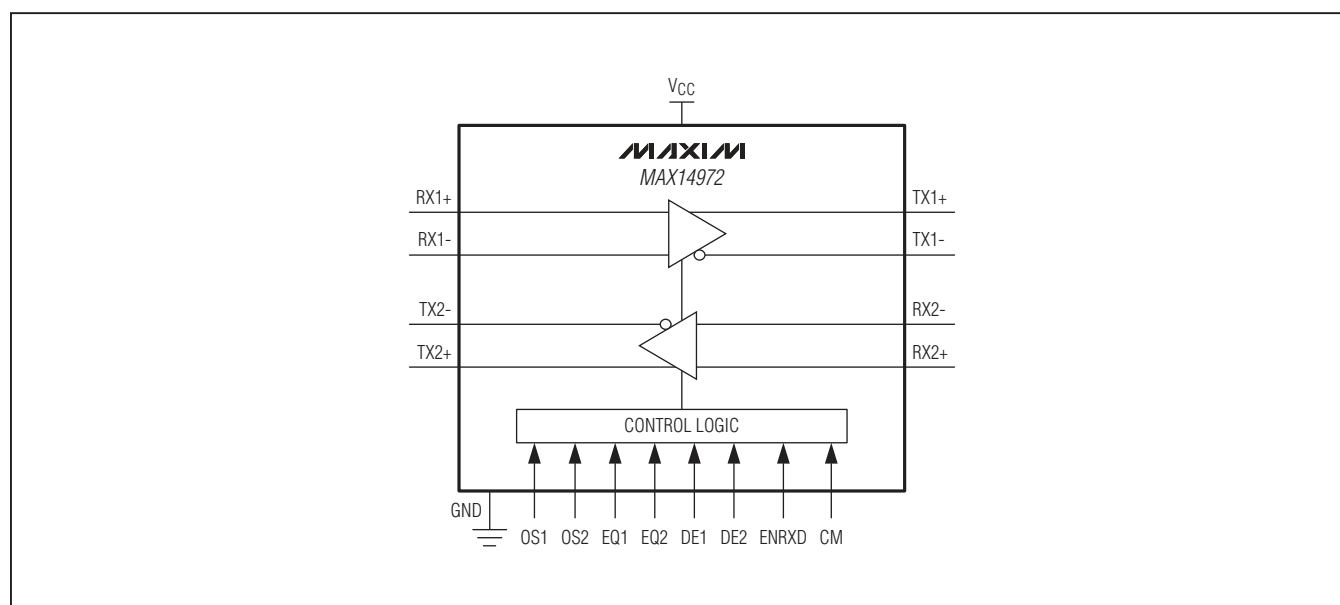 VCC
MAXIM
MAX14972
RX1+ TX1+
RX1- TX1-
TX2- RX2-
TX2+ RX2+
CONTROL LOGIC
GND
OS1 OS2 EQ1 EQ2 DE1 DE2 ENRXD CM